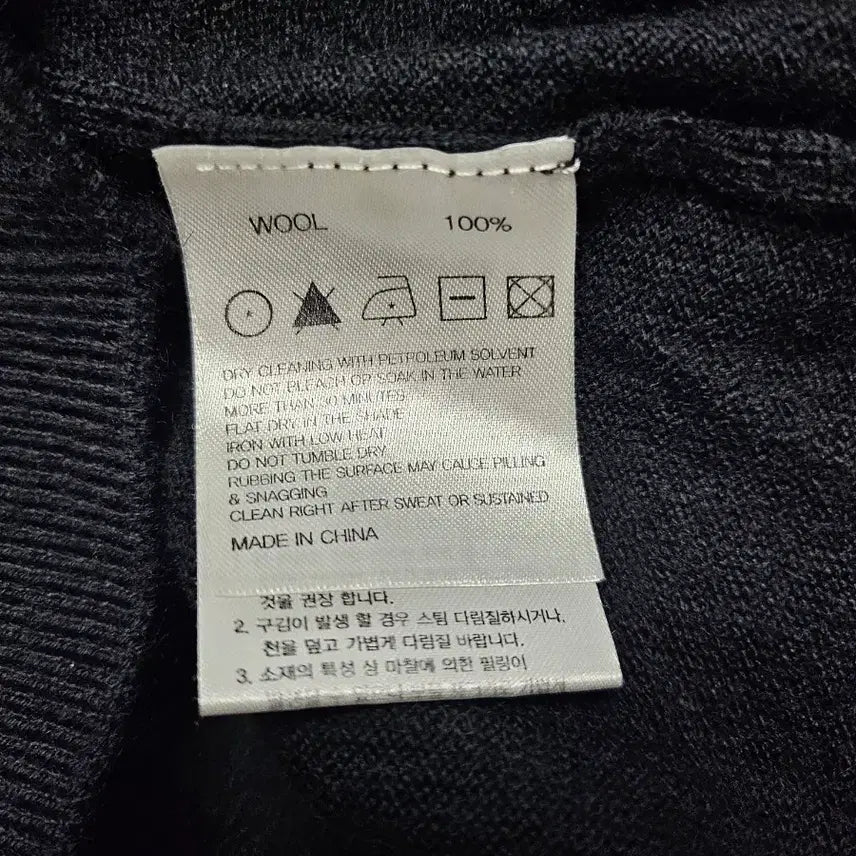 WOOL 100%
DRY CLEANING WITH PETROLEUM SOLVENT
DO NOT BLEACH OR SOAK IN THE WATER
MORE THAN 30 MINUTES
FLAT DRY IN THE SHADE
IRON WITH LOW HEAT
DO NOT TUMBLE DRY
RUBBING THE SURFACE MAY CAUSE PILLING
& SNAGGING
CLEAN RIGHT AFTER SWEAT OR SUSTAINED
MADE IN CHINA
것을 권장 합니다.
2. 구김이 발생 할 경우 스팀 다림질하시거나,
천을 덮고 가볍게 다림질 바랍니다.
3. 소재의 특성 상 마찰에 의한 필링이